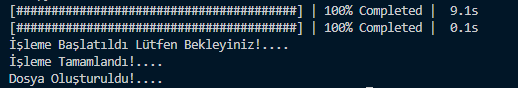 [########################################] | 100% Completed |  9.1s
[########################################] | 100% Completed |  0.1s
İşleme Başlatıldı Lütfen Bekleyiniz!....
İşleme Tamamlandı!....
Dosya Oluşturuldu!....